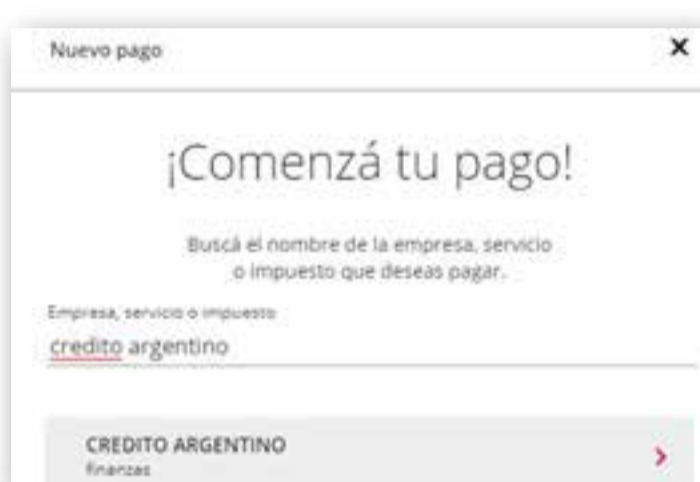 Nuevo pago
¡Comenzá tu pago!
Buscá el nombre de la empresa, servicio
o impuesto que deseas pagar.
Empresa, servicio o impuesto
credito argentino
CREDITO ARGENTINO
finanzas